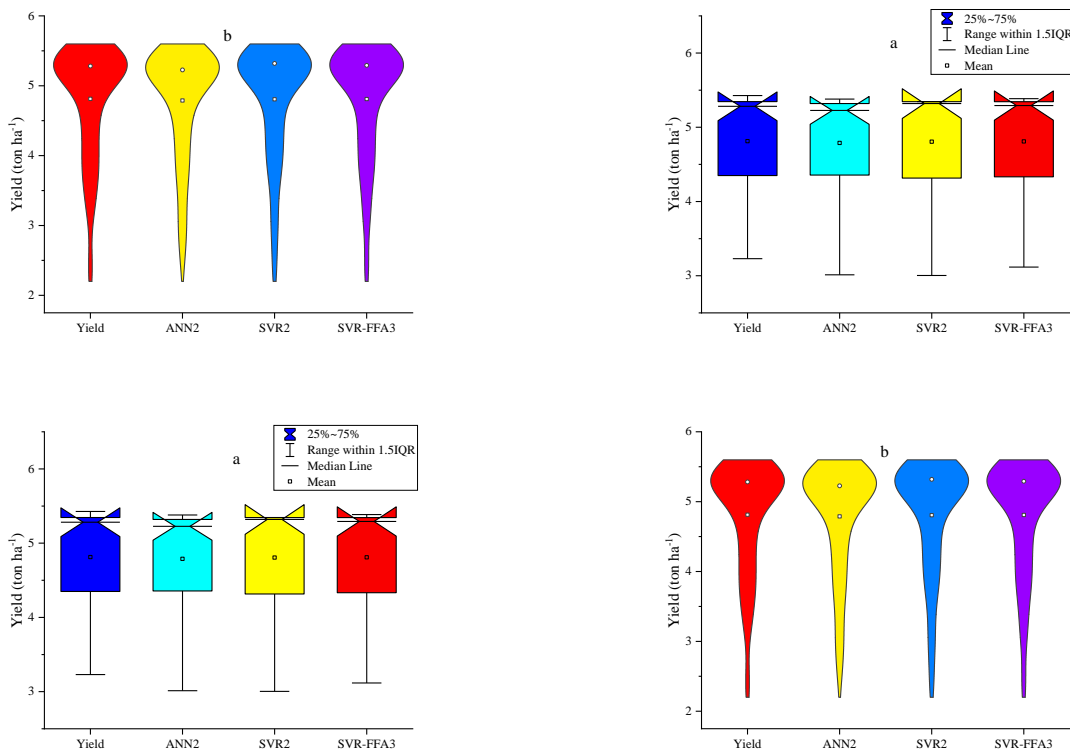 b
6
5
4
3
2
Yield (ton ha⁻¹)
Yield ANN2 SVR2 SVR-FFA3
25%~75%
Range within 1.5IQR
Median Line
Mean
a
6
5
4
3
Yield (ton ha⁻¹)
Yield ANN2 SVR2 SVR-FFA3
25%~75%
Range within 1.5IQR
Median Line
Mean
a
6
5
4
3
Yield (ton ha⁻¹)
Yield ANN2 SVR2 SVR-FFA3
b
6
5
4
3
2
Yield (ton ha⁻¹)
Yield ANN2 SVR2 SVR-FFA3